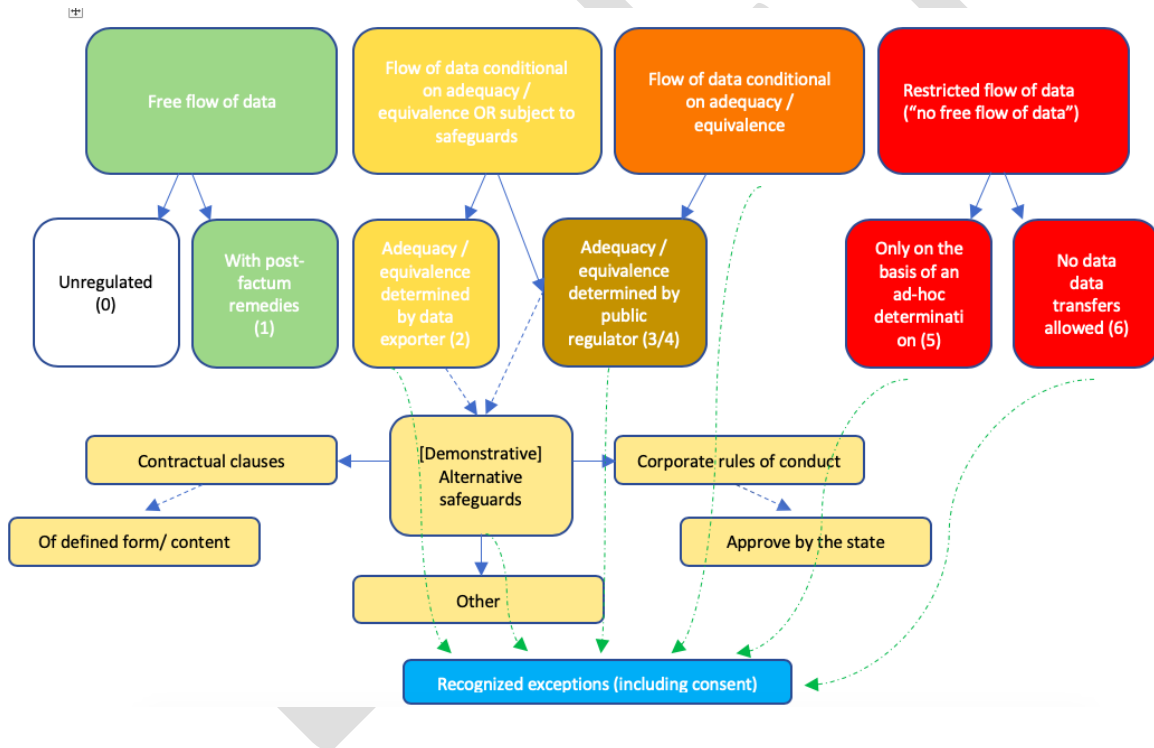 Free flow of data
Flow of data conditional
on adequacy /
equivalence OR subject to
safeguards
Flow of data conditional
on adequacy /
equivalence
Restricted flow of data
(“no free flow of data”)
Unregulated
(0)
With post-
factum
remedies
(1)
Adequacy /
equivalence
determined
by data
exporter (2)
Adequacy /
equivalence
determined by
public
regulator (3/4)
Only on the
basis of an
ad-hoc
determinati
on (5)
No data
data
transfers
allowed (6)
Contractual clauses
[Demonstrative]
Alternative
safeguards
Corporate rules of conduct
Of defined form/ content
Approve by the state
Other
Recognized exceptions (including consent)